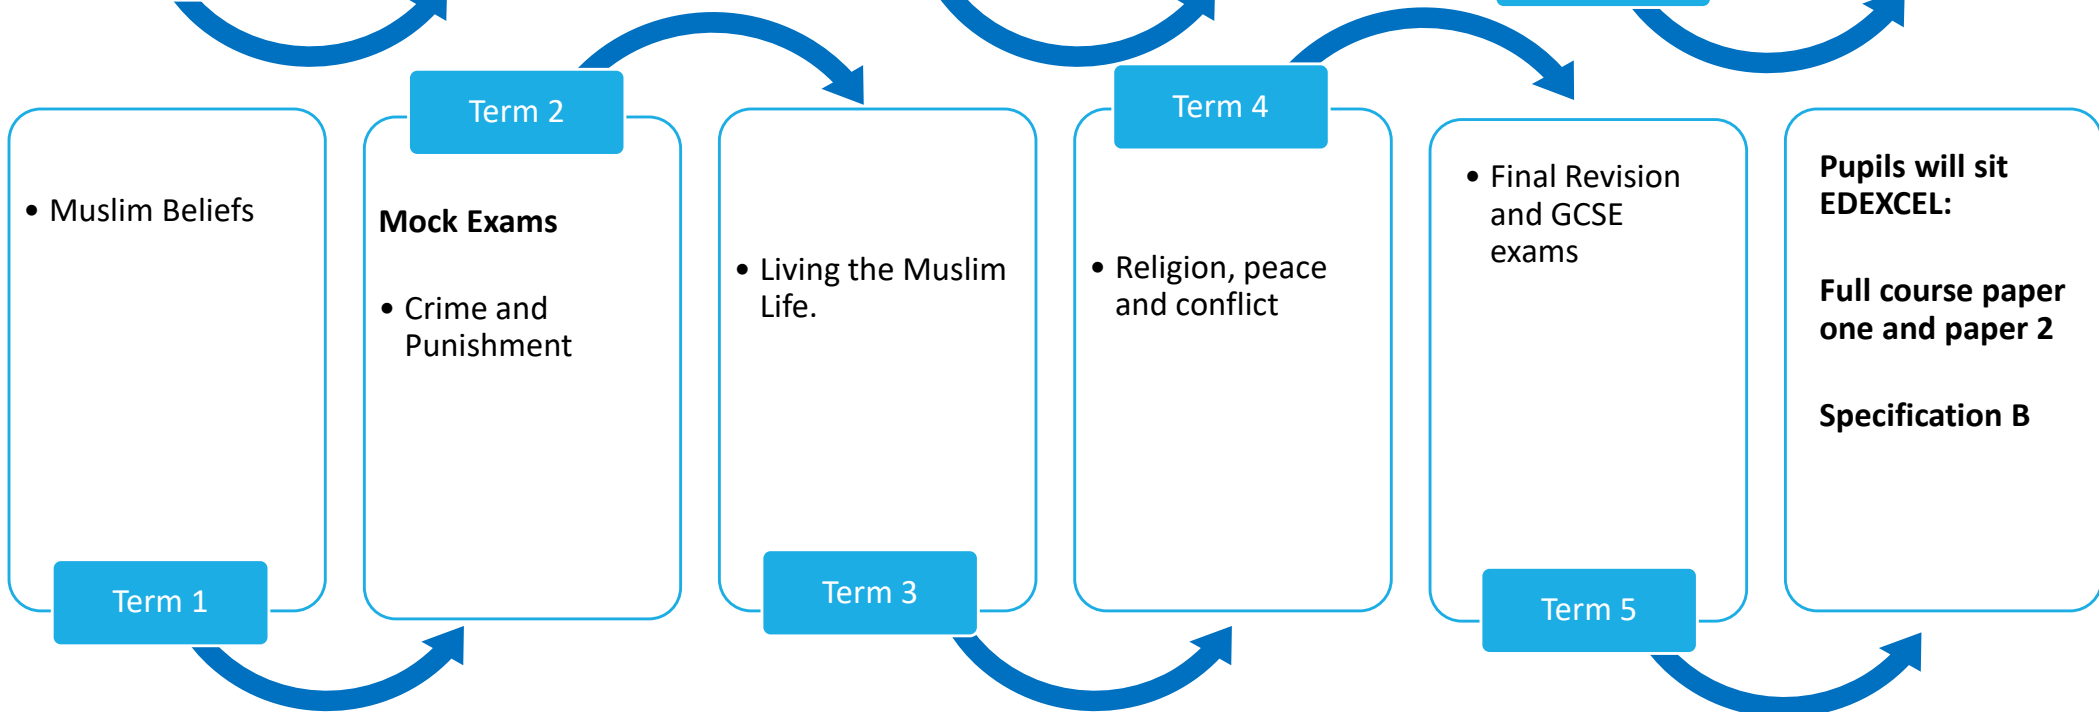 • Muslim Beliefs
Term 1
Term 2
Mock Exams
• Crime and
Punishment
• Living the Muslim
Life.
Term 3
Term 4
• Religion, peace
and conflict
• Final Revision
and GCSE
exams
Term 5
Pupils will sit
EDEXCEL:
Full course paper
one and paper 2
Specification B